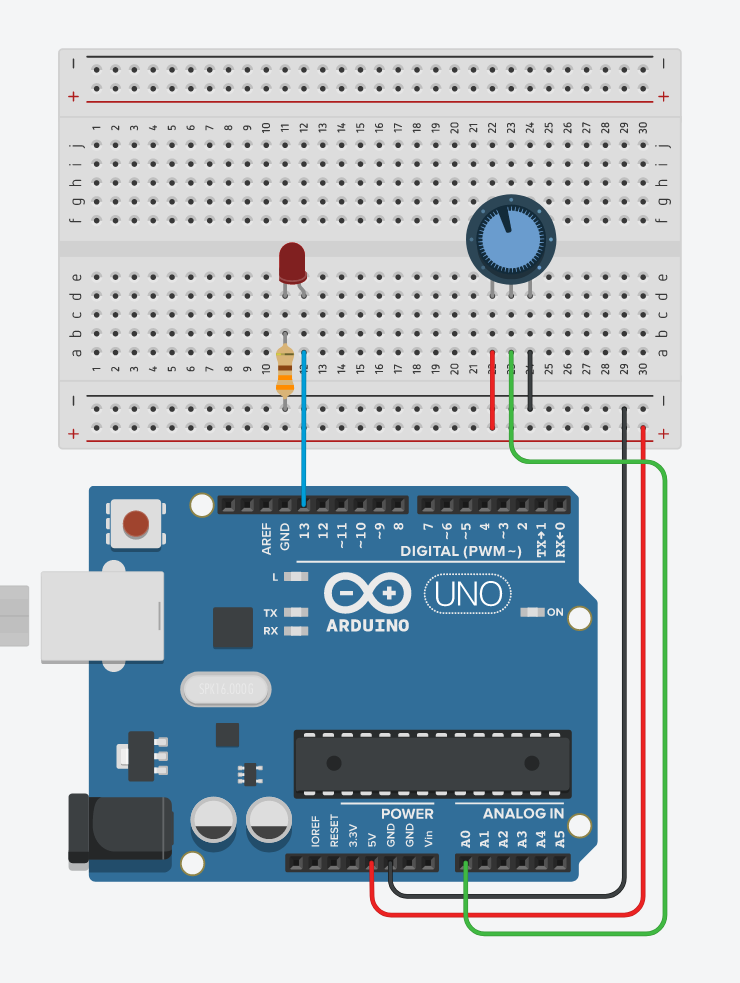 − −
+ +
1 2 3 4 5 6 7 8 9 10 11 12 13 14 15 16 17 18 19 20 21 22 23 24 25 26 27 28 29 30
j j
i i
h h
g g
f f
e e
d d
c c
b b
a a
1 2 3 4 5 6 7 8 9 10 11 13 14 15 16 17 18 19 20 21 25 26 27 28 29 30
− −
+ +
AREF GND 13 12 ~11 ~10 ~9 8 7 ~6 ~5 4 ~3 2 TX→1 RX←0
DIGITAL (PWM~)
L
TX
RX
UNO
ON
ARDUINO
SPK16.000G
POWER ANALOG IN
IOREF RESET 3.3V 5V GND GND Vin A0 A1 A2 A3 A4 A5